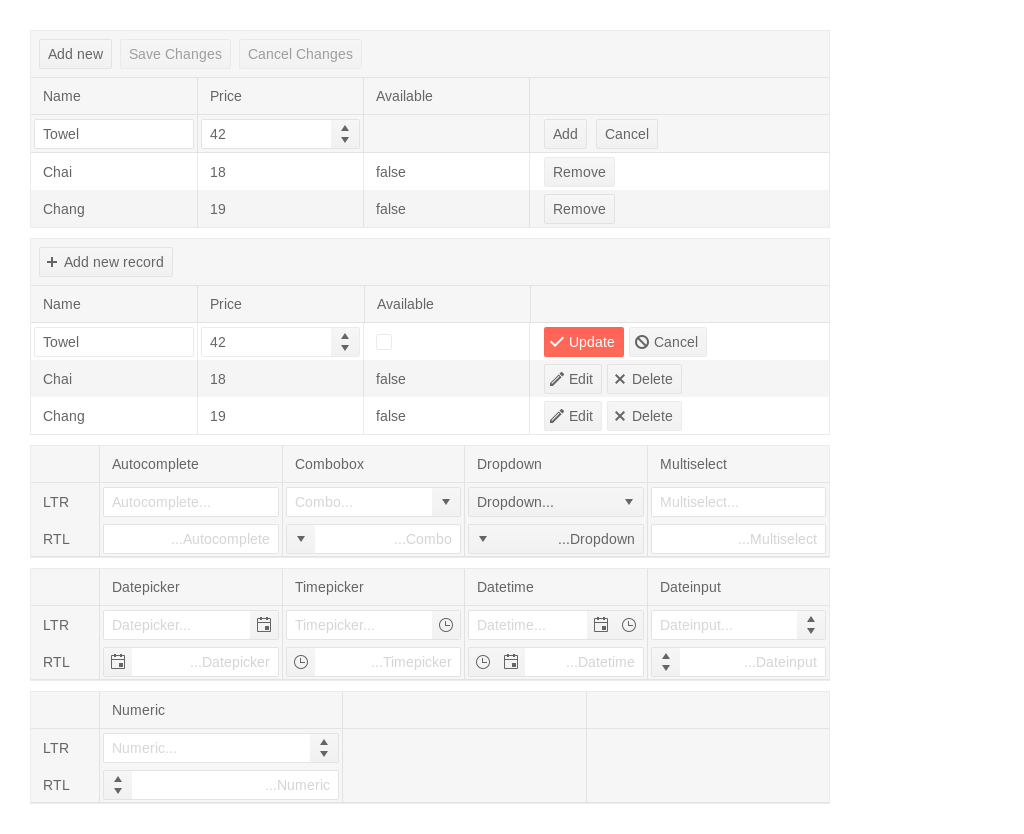 Add new Save Changes Cancel Changes
Name Price Available
Towel 42 Add Cancel
Chai 18 false Remove
Chang 19 false Remove
Add new record
Name Price Available
Towel 42 Update Cancel
Chai 18 false Edit Delete
Chang 19 false Edit Delete
Autocomplete Combobox Dropdown Multiselect
LTR Autocomplete... Combo... Dropdown... Multiselect...
RTL ...Autocomplete ...Combo ...Dropdown ...Multiselect
Datepicker Timepicker Datetime Dateinput
LTR Datepicker... Timepicker... Datetime... Dateinput...
RTL ...Datepicker ...Timepicker ...Datetime ...Dateinput
Numeric
LTR Numeric...
RTL ...Numeric